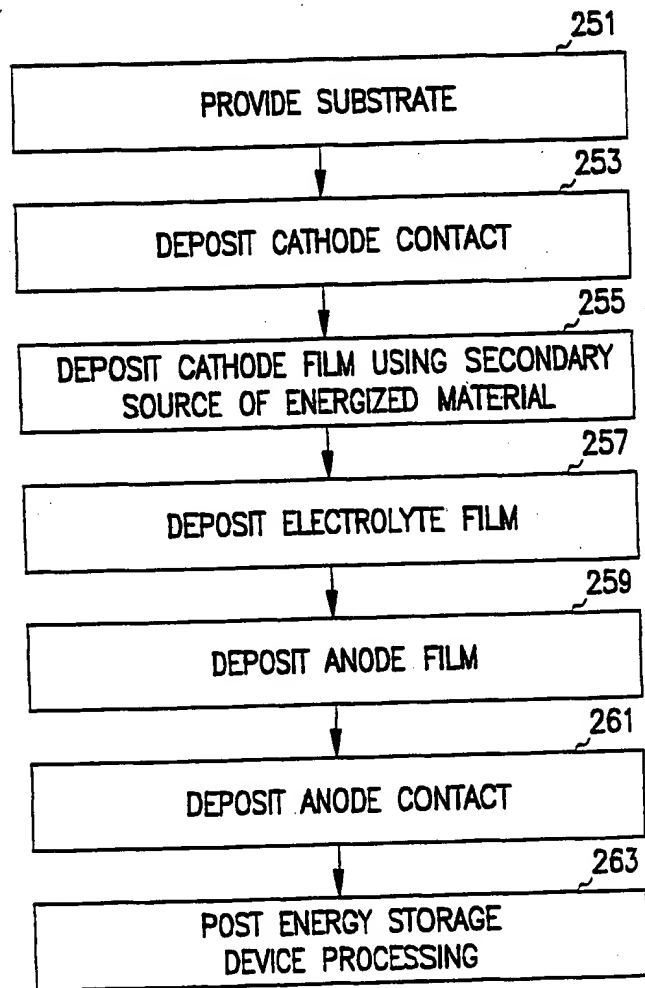 251
PROVIDE SUBSTRATE
253
DEPOSIT CATHODE CONTACT
255
DEPOSIT CATHODE FILM USING SECONDARY
SOURCE OF ENERGIZED MATERIAL
257
DEPOSIT ELECTROLYTE FILM
259
DEPOSIT ANODE FILM
261
DEPOSIT ANODE CONTACT
263
POST ENERGY STORAGE
DEVICE PROCESSING